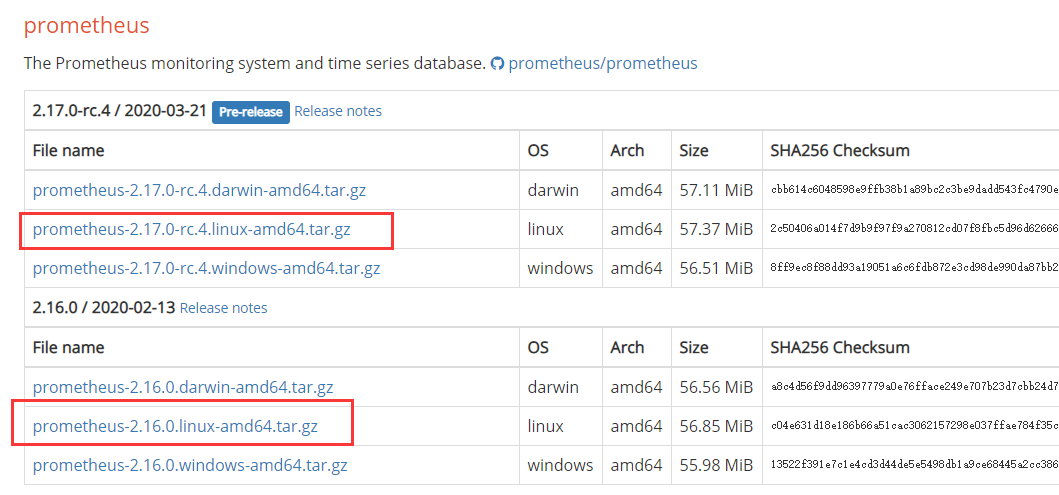 prometheus
The Prometheus monitoring system and time series database. prometheus/prometheus
2.17.0-rc.4 / 2020-03-21 Pre-release Release notes
File name OS Arch Size SHA256 Checksum
prometheus-2.17.0-rc.4.darwin-amd64.tar.gz darwin amd64 57.11 MiB cbb614c6048598e9ffb38b1a89bc2c3be9dadd543fc4790e
prometheus-2.17.0-rc.4.linux-amd64.tar.gz linux amd64 57.37 MiB 2c50406a014f7d9b9f97f9a270812cd07f8fbc5d96d62666
prometheus-2.17.0-rc.4.windows-amd64.tar.gz windows amd64 56.51 MiB 8ff9ec8f88dd93a19051a6c6fdb872e3cd98de990da87bb2
2.16.0 / 2020-02-13 Release notes
File name OS Arch Size SHA256 Checksum
prometheus-2.16.0.darwin-amd64.tar.gz darwin amd64 56.56 MiB a8c4d56f9dd96397779a0e76fface249e707b23d7cbb24d7
prometheus-2.16.0.linux-amd64.tar.gz linux amd64 56.85 MiB c04e631d18e186b66a51cac3062157298e037ffae784f35c
prometheus-2.16.0.windows-amd64.tar.gz windows amd64 55.98 MiB 13522f391e7c1e4cd3d44de5e5498db1a9ce68445a2cc386